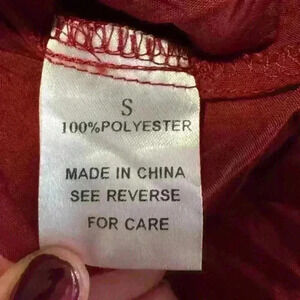 S
100%POLYESTER
MADE IN CHINA
SEE REVERSE
FOR CARE